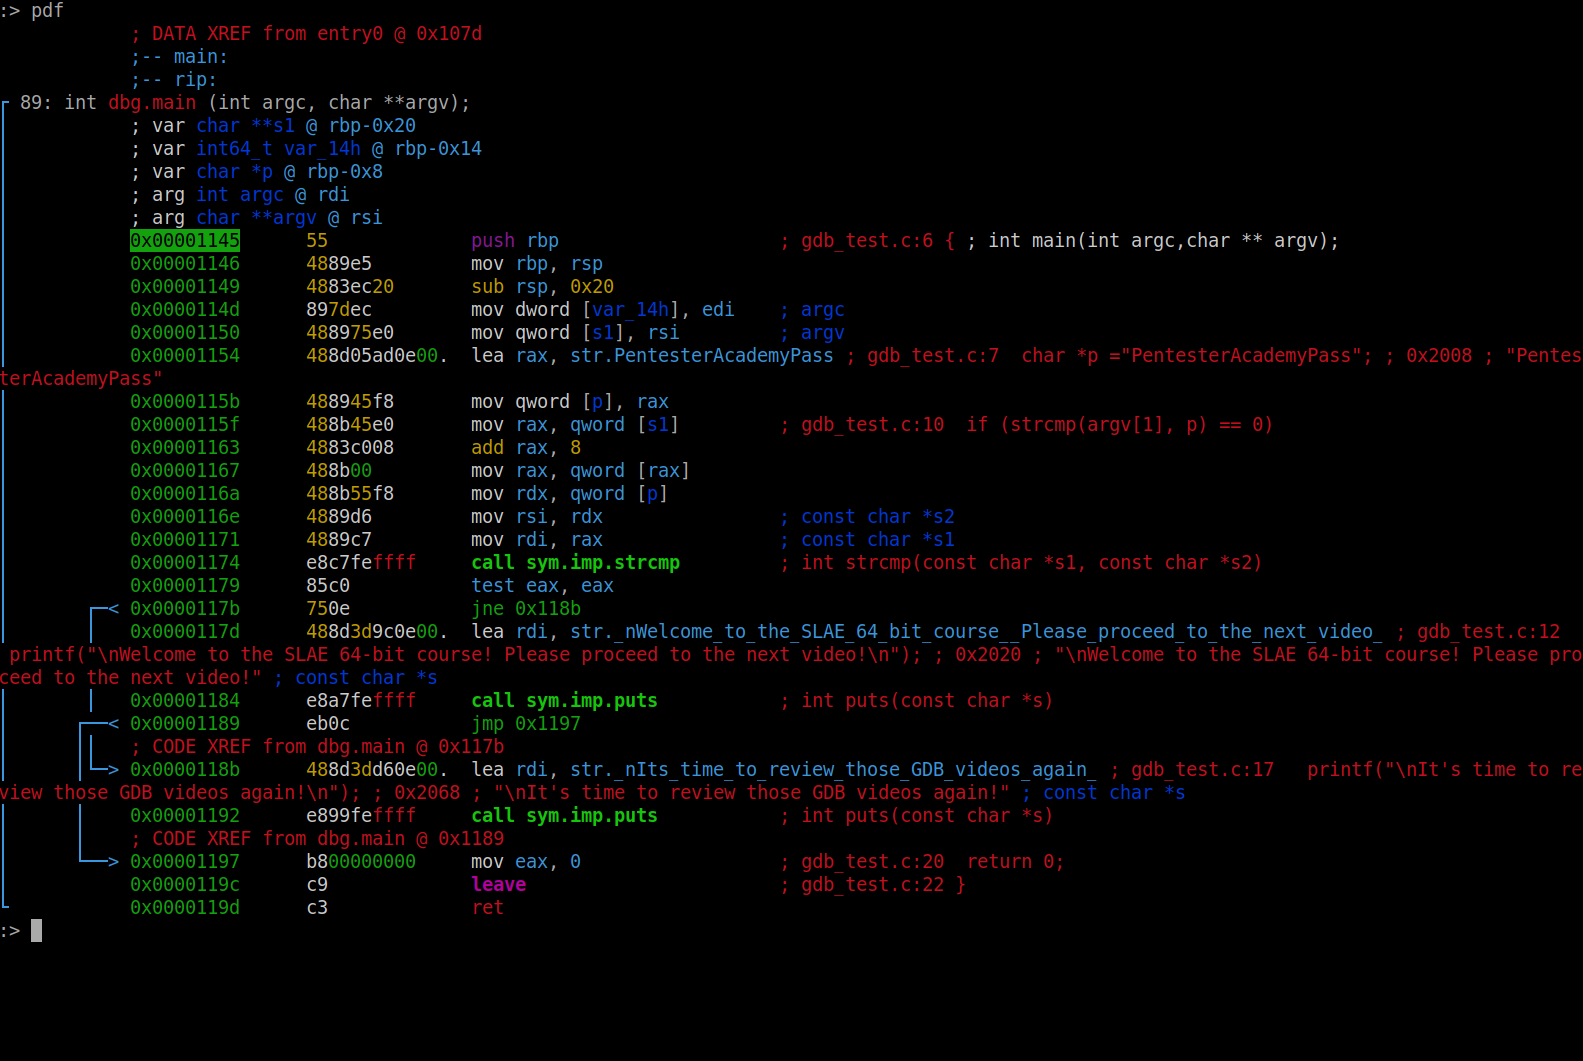 :> pdf
; DATA XREF from entry0 @ 0x107d
;-- main:
;-- rip:
89: int dbg.main (int argc, char **argv);
; var char **s1 @ rbp-0x20
; var int64_t var_14h @ rbp-0x14
; var char *p @ rbp-0x8
; arg int argc @ rdi
; arg char **argv @ rsi
0x00001145 55 push rbp ; gdb_test.c:6 { ; int main(int argc,char ** argv);
0x00001146 4889e5 mov rbp, rsp
0x00001149 4883ec20 sub rsp, 0x20
0x0000114d 897dec mov dword [var_14h], edi ; argc
0x00001150 488975e0 mov qword [s1], rsi ; argv
0x00001154 488d05ad0e00. lea rax, str.PentesterAcademyPass ; gdb_test.c:7 char *p ="PentesterAcademyPass"; ; 0x2008 ; "Pentes
terAcademyPass"
0x0000115b 488945f8 mov qword [p], rax
0x0000115f 488b45e0 mov rax, qword [s1] ; gdb_test.c:10 if (strcmp(argv[1], p) == 0)
0x00001163 4883c008 add rax, 8
0x00001167 488b00 mov rax, qword [rax]
0x0000116a 488b55f8 mov rdx, qword [p]
0x0000116e 4889d6 mov rsi, rdx ; const char *s2
0x00001171 4889c7 mov rdi, rax ; const char *s1
0x00001174 e8c7feffff call sym.imp.strcmp ; int strcmp(const char *s1, const char *s2)
0x00001179 85c0 test eax, eax
< 0x0000117b 750e jne 0x118b
0x0000117d 488d3d9c0e00. lea rdi, str._nWelcome_to_the_SLAE_64_bit_course__Please_proceed_to_the_next_video_ ; gdb_test.c:12
printf("\nWelcome to the SLAE 64-bit course! Please proceed to the next video!\n"); ; 0x2020 ; "\nWelcome to the SLAE 64-bit course! Please pro
ceed to the next video!" ; const char *s
0x00001184 e8a7feffff call sym.imp.puts ; int puts(const char *s)
< 0x00001189 eb0c jmp 0x1197
; CODE XREF from dbg.main @ 0x117b
> 0x0000118b 488d3dd60e00. lea rdi, str._nIts_time_to_review_those_GDB_videos_again_ ; gdb_test.c:17 printf("\nIt's time to re
view those GDB videos again!\n"); ; 0x2068 ; "\nIt's time to review those GDB videos again!" ; const char *s
0x00001192 e899feffff call sym.imp.puts ; int puts(const char *s)
; CODE XREF from dbg.main @ 0x1189
> 0x00001197 b800000000 mov eax, 0 ; gdb_test.c:20 return 0;
0x0000119c c9 leave ; gdb_test.c:22 }
0x0000119d c3 ret
:>